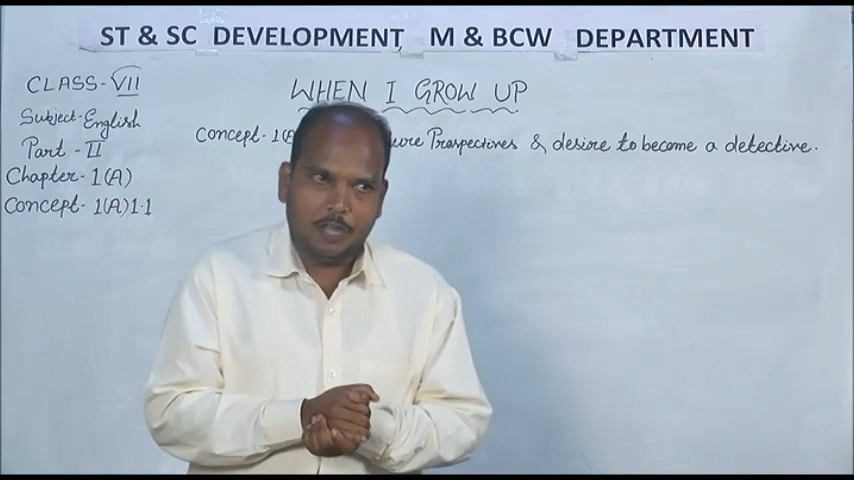 ST & SC DEVELOPMENT, M & BCW DEPARTMENT
CLASS-VII
WHEN I GROW UP
Subject-English
Concept-1(A) ure Prospectives & desire to become a detective.
Part - II
Chapter-1(A)
Concept-1(A)1.1